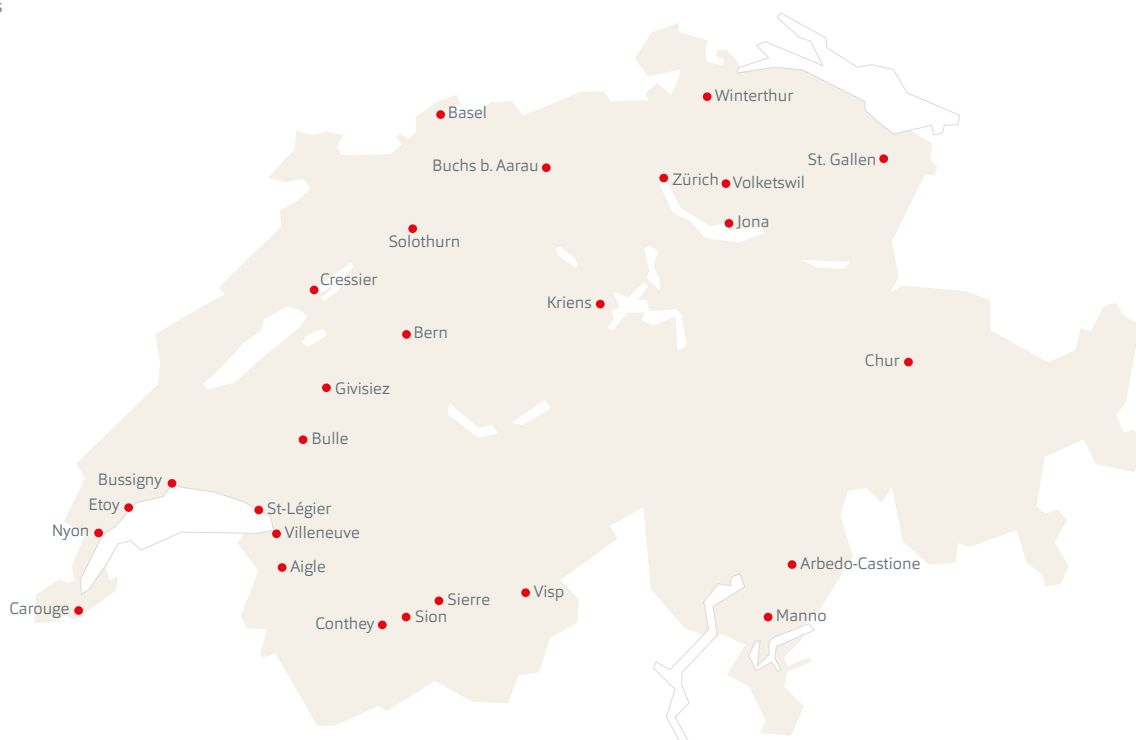 s
Winterthur
Basel
St. Gallen
Buchs b. Aarau
Zürich
Volketswil
Jona
Solothurn
Cressier
Kriens
Bern
Chur
Givisiez
Bulle
Bussigny
Etoy
St-Légier
Nyon
Villeneuve
Aigle
Arbedo-Castione
Visp
Sierre
Carouge
Sion
Manno
Conthey